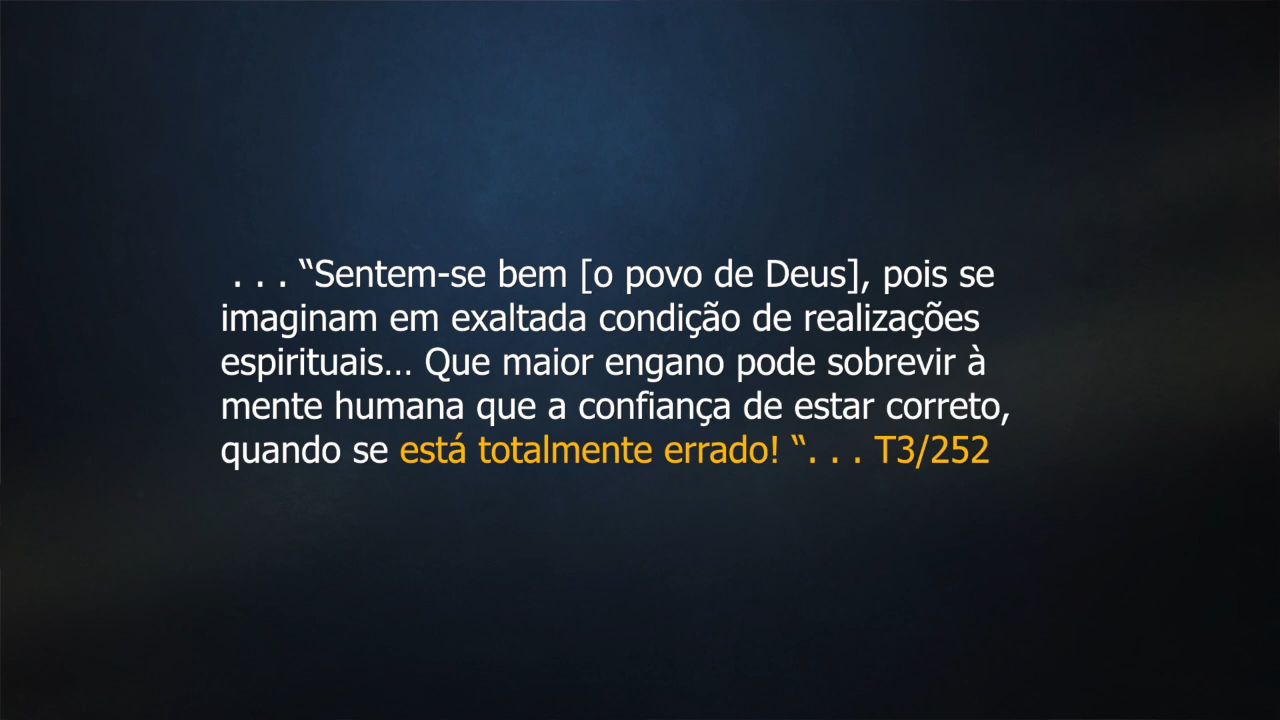 . . . “Sentem-se bem [o povo de Deus], pois se
imaginam em exaltada condição de realizações
espirituais... Que maior engano pode sobrevir à
mente humana que a confiança de estar correto,
quando se está totalmente errado! “. . . T3/252